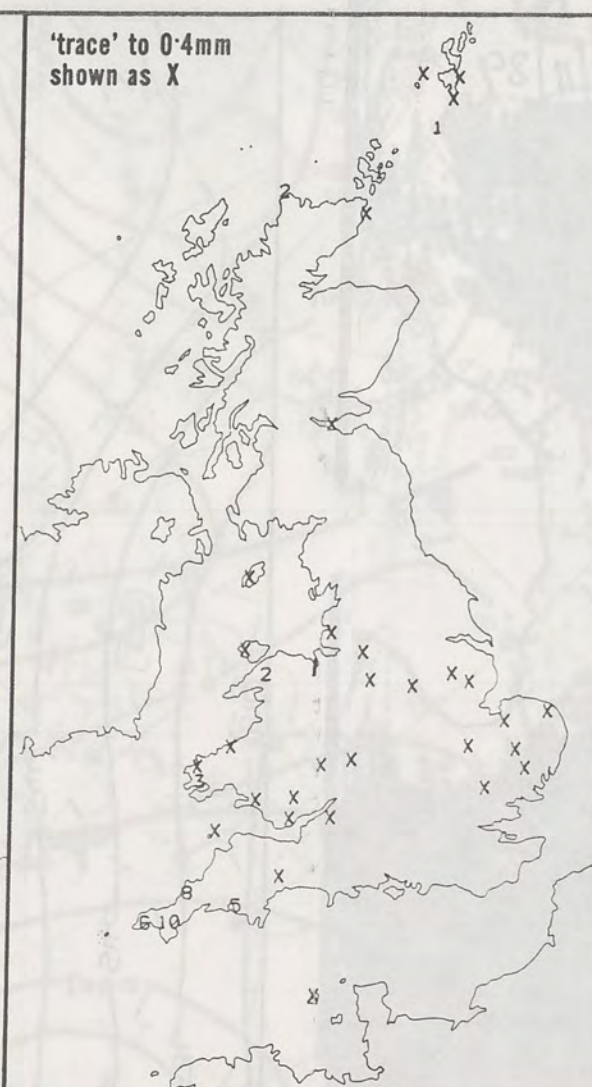 'trace' to 0·4mm
shown as X
X X
X
1
2
X
X
X
X
X X
2 1 X X X X
X
X
X X X
X X X X
3
X
X X
X X
X
X
8
5
6 10